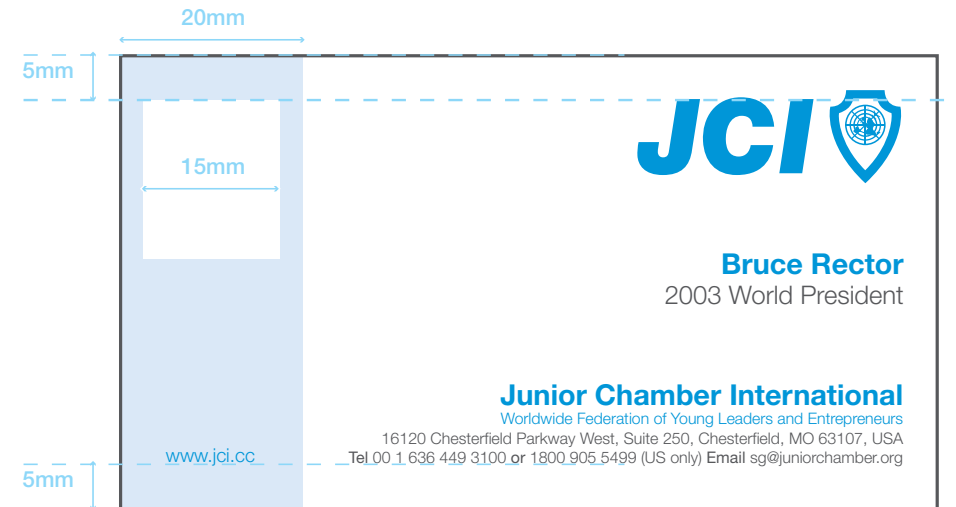 20mm
5mm
JCI
15mm
Bruce Rector
2003 World President
Junior Chamber International
Worldwide Federation of Young Leaders and Entrepreneurs
16120 Chesterfield Parkway West, Suite 250, Chesterfield, MO 63107, USA
www.jci.cc
Tel 00 1 636 449 3100 or 1800 905 5499 (US only) Email sg@juniorchamber.org
5mm